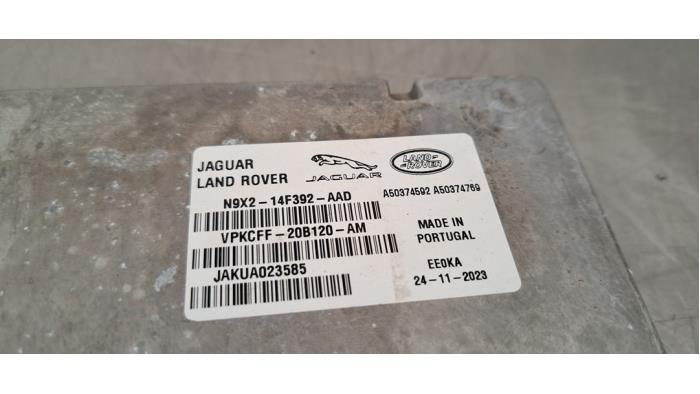 JAGUAR
LAND ROVER
JAGUAR
LAND ROVER
N9X2-14F392-AAD
A50374592 A50374769
VPKCFF-20B120-AM
MADE IN
PORTUGAL
JAKUA023585
EE0KA
24-11-2023